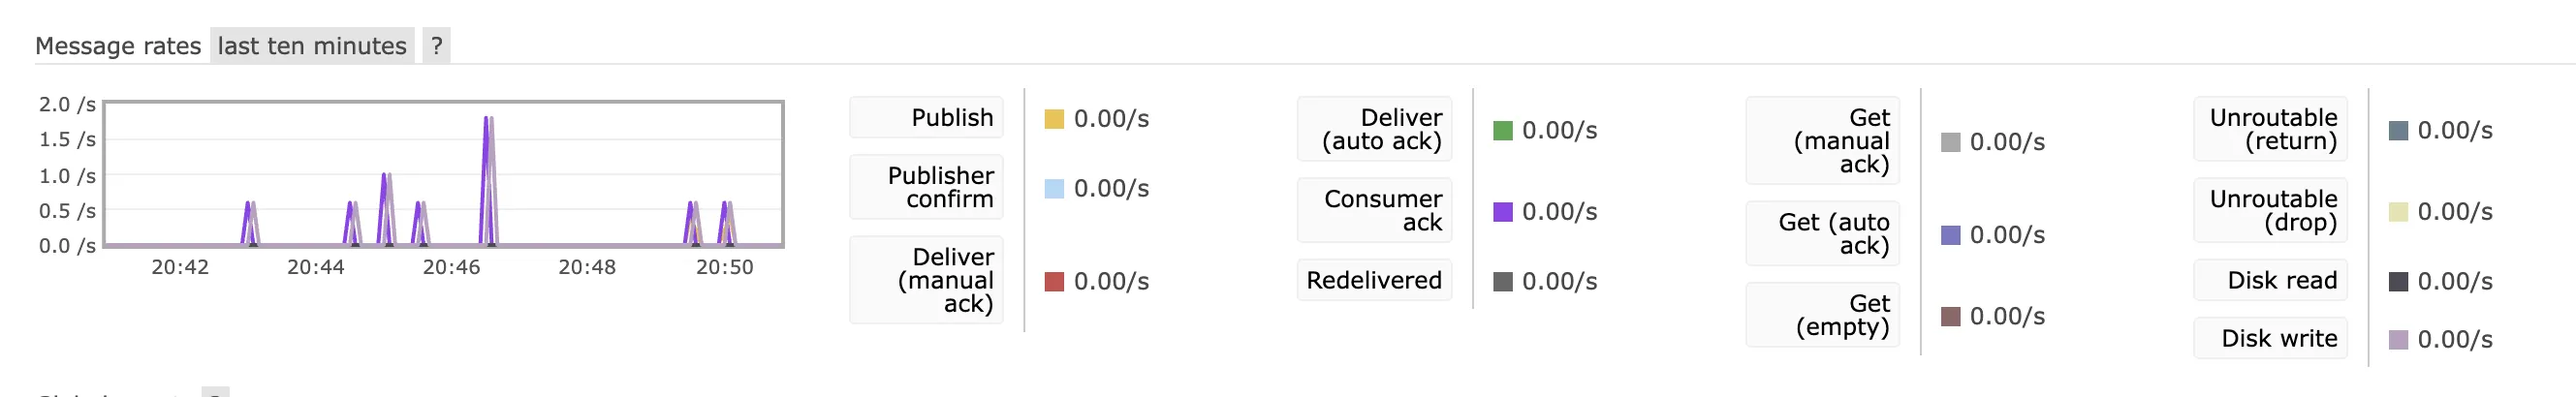 Message rates last ten minutes ?
2.0 /s
1.5 /s
1.0 /s
0.5 /s
0.0 /s
20:42 20:44 20:46 20:48 20:50
Publish 0.00/s
Publisher
confirm 0.00/s
Deliver
(manual
ack) 0.00/s
Deliver
(auto ack) 0.00/s
Consumer
ack 0.00/s
Redelivered 0.00/s
Get
(manual
ack) 0.00/s
Get (auto
ack) 0.00/s
Get
(empty) 0.00/s
Unroutable
(return) 0.00/s
Unroutable
(drop) 0.00/s
Disk read 0.00/s
Disk write 0.00/s